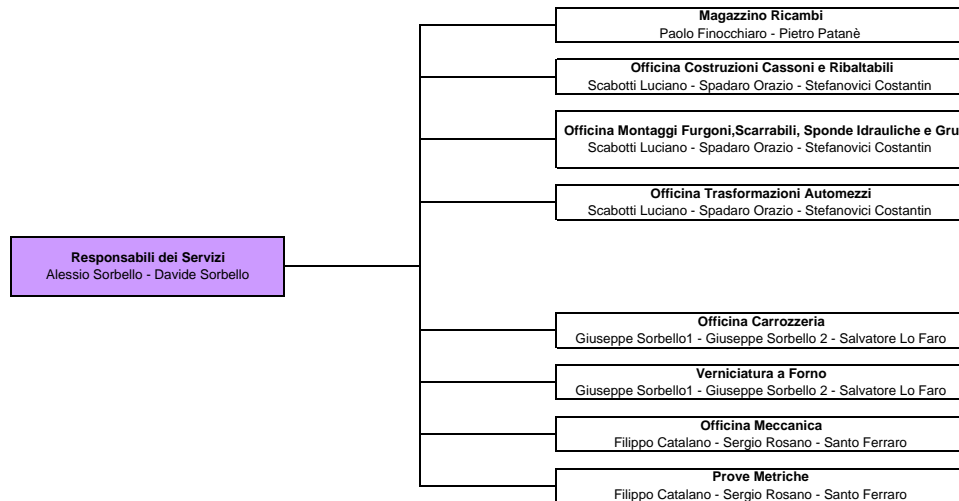 Magazzino Ricambi
Paolo Finocchiaro - Pietro Patanè
Officina Costruzioni Cassoni e Ribaltabili
Scabotti Luciano - Spadaro Orazio - Stefanovici Costantin
Officina Montaggi Furgoni,Scarrabili, Sponde Idrauliche e Gru
Scabotti Luciano - Spadaro Orazio - Stefanovici Costantin
Officina Trasformazioni Automezzi
Scabotti Luciano - Spadaro Orazio - Stefanovici Costantin
Responsabili dei Servizi
Alessio Sorbello - Davide Sorbello
Officina Carrozzeria
Giuseppe Sorbello1 - Giuseppe Sorbello 2 - Salvatore Lo Faro
Verniciatura a Forno
Giuseppe Sorbello1 - Giuseppe Sorbello 2 - Salvatore Lo Faro
Officina Meccanica
Filippo Catalano - Sergio Rosano - Santo Ferraro
Prove Metriche
Filippo Catalano - Sergio Rosano - Santo Ferraro